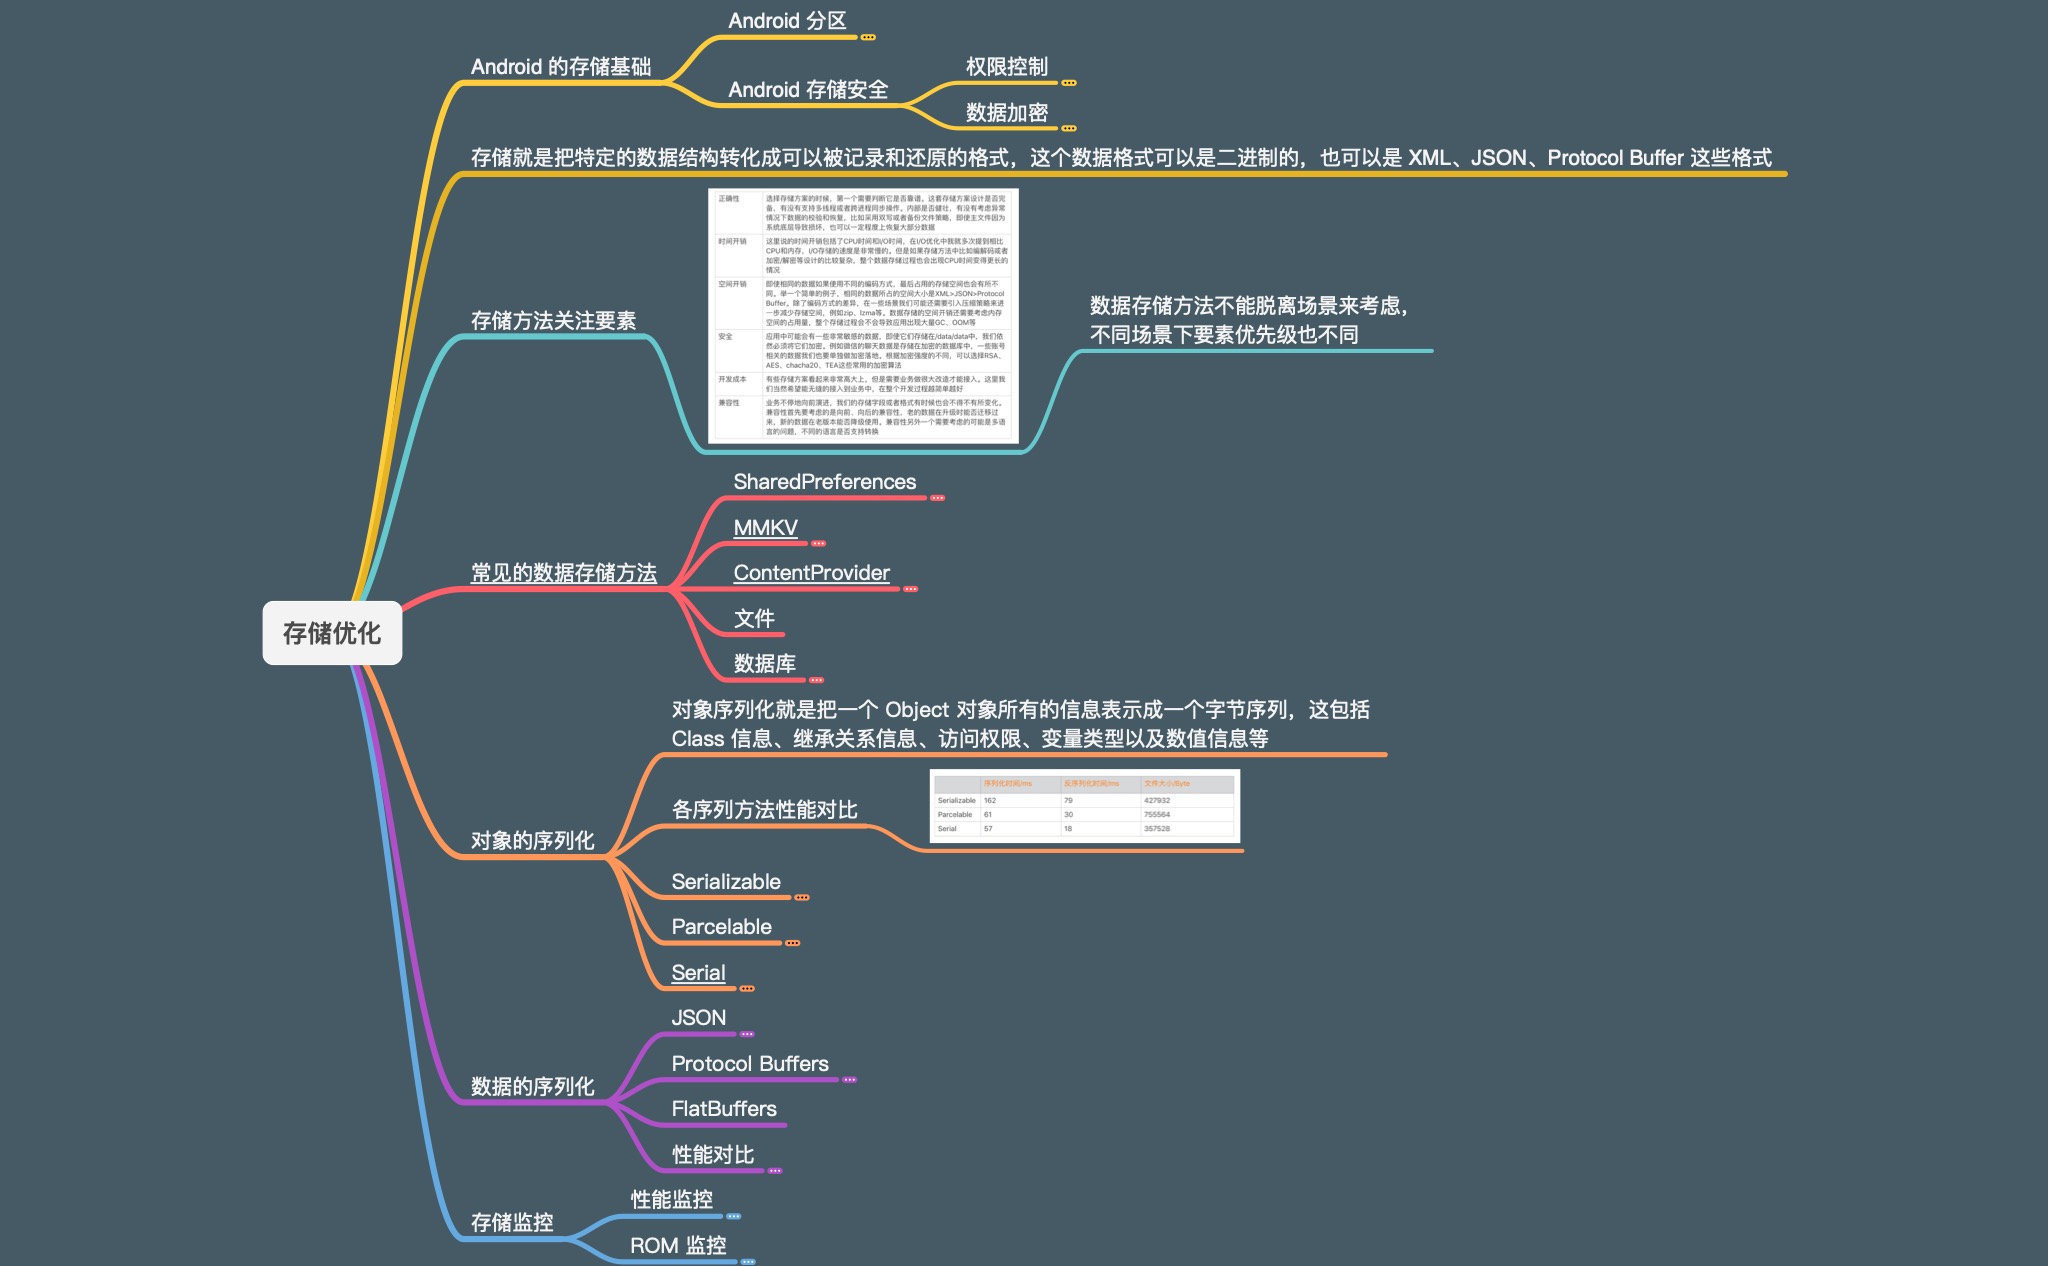 Android 分区
Android 的存储基础
权限控制
Android 存储安全
数据加密
存储就是把特定的数据结构转化成可以被记录和还原的格式，这个数据格式可以是二进制的，也可以是 XML、JSON、Protocol Buffer 这些格式
存储方法关注要素
正确性
选择存储方案的时候，第一个需要判断它是否靠谱。这套存储方案设计是否完
备，有没有支持多线程或者跨进程同步操作。内部是否健壮，有没有考虑异常
情况下数据的校验和恢复，比如采用双写或者备份文件策略，即使主文件因为
系统底层导致损坏，也可以一定程度上恢复大部分数据
时间开销
这里说的时间开销包括了CPU时间和I/O时间，在I/O优化中我就多次提到相比
CPU和内存，I/O存储的速度是非常慢的。但是如果存储方法中比如编解码或者
加密/解密等设计的比较复杂，整个数据存储过程也会出现CPU时间变得更长的
情况
空间开销
即使相同的数据如果使用不同的编码方式，最后占用的存储空间也会有所不
同。举一个简单的例子，相同的数据所占的空间大小是XML>JSON>Protocol
Buffer。除了编码方式的差异，在一些场景我们可能还需要引入压缩策略来进
一步减少存储空间，例如zip、lzma等。数据存储的空间开销还需要考虑内存
空间的占用量，整个存储过程会不会导致应用出现大量GC、OOM等
安全
应用中可能会有一些非常敏感的数据，即使它们存储在/data/data中，我们依
然必须将它们加密。例如微信的聊天数据是存储在加密的数据库中，一些账号
相关的数据我们也要单独做加密落地。根据加密强度的不同，可以选择RSA、
AES、chacha20、TEA这些常用的加密算法
开发成本
有些存储方案看起来非常高大上，但是需要业务做很大改造才能接入。这里我
们当然希望能无缝的接入到业务中，在整个开发过程越简单越好
兼容性
业务不停地向前演进，我们的存储字段或者格式有时候也会不得不有所变化。
兼容性首先要考虑的是向前、向后的兼容性，老的数据在升级时能否迁移过
来，新的数据在老版本能否降级使用。兼容性另外一个需要考虑的可能是多语
言的问题，不同的语言是否支持转换
数据存储方法不能脱离场景来考虑，
不同场景下要素优先级也不同
SharedPreferences
MMKV
常见的数据存储方法
ContentProvider
文件
数据库
存储优化
对象序列化就是把一个 Object 对象所有的信息表示成一个字节序列，这包括
Class 信息、继承关系信息、访问权限、变量类型以及数值信息等
各序列方法性能对比
序列化时间/ms 反序列化时间/ms 文件大小/Byte
Serializable 162 79 427932
Parcelable 61 30 755564
Serial 57 18 357528
对象的序列化
Serializable
Parcelable
Serial
JSON
Protocol Buffers
数据的序列化
FlatBuffers
性能对比
性能监控
存储监控
ROM 监控